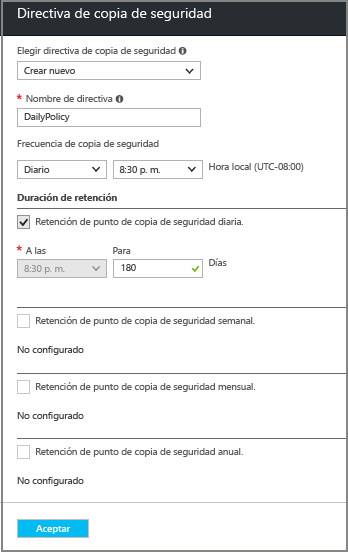 Directiva de copia de seguridad
Elegir directiva de copia de seguridad
Crear nuevo
* Nombre de directiva
DailyPolicy
Frecuencia de copia de seguridad
Diario 8:30 p. m. Hora local (UTC-08:00)
Duración de retención
Retención de punto de copia de seguridad diaria.
* A las Para
8:30 p. m. 180 Días
Retención de punto de copia de seguridad semanal.
No configurado
Retención de punto de copia de seguridad mensual.
No configurado
Retención de punto de copia de seguridad anual.
No configurado
Aceptar